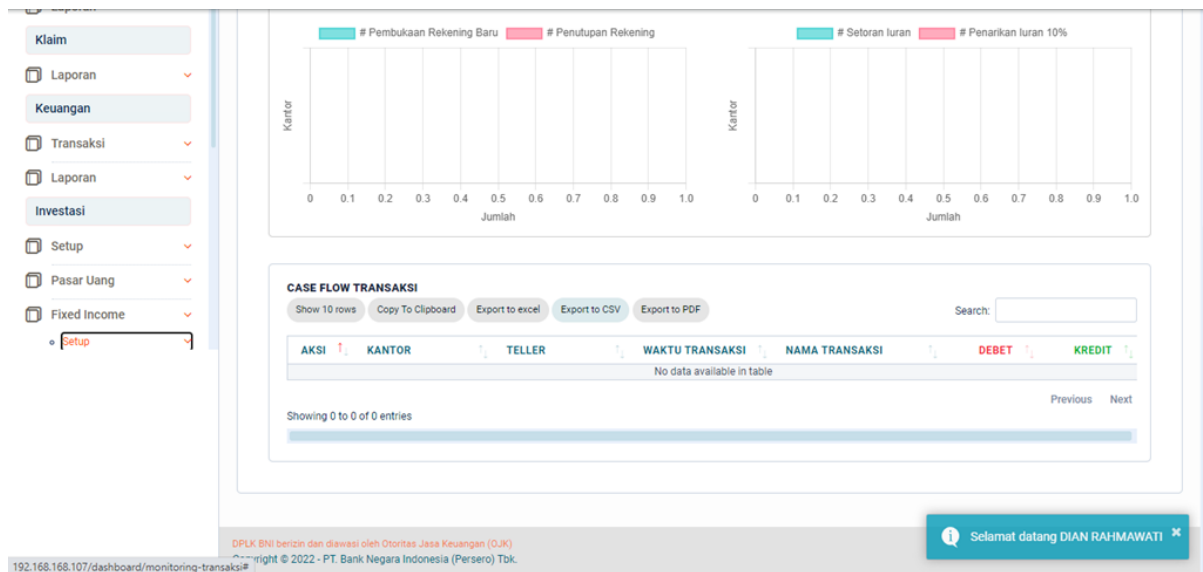 Laporan
Klaim
Laporan
Keuangan
Transaksi
Laporan
Investasi
Setup
Pasar Uang
Fixed Income
Setup
# Pembukaan Rekening Baru # Penutupan Rekening
Kantor
0 0.1 0.2 0.3 0.4 0.5 0.6 0.7 0.8 0.9 1.0
Jumlah
# Setoran Iuran # Penarikan Iuran 10%
Kantor
0 0.1 0.2 0.3 0.4 0.5 0.6 0.7 0.8 0.9 1.0
Jumlah
CASE FLOW TRANSAKSI
Show 10 rows Copy To Clipboard Export to excel Export to CSV Export to PDF Search:
AKSI KANTOR TELLER WAKTU TRANSAKSI NAMA TRANSAKSI DEBET KREDIT
No data available in table
Previous Next
Showing 0 to 0 of 0 entries
Selamat datang DIAN RAHMAWATI ×
DPLK BNI berizin dan diawasi oleh Otoritas Jasa Keuangan (OJK)
Copyright © 2022 - PT. Bank Negara Indonesia (Persero) Tbk.
192.168.168.107/dashboard/monitoring-transaksi#